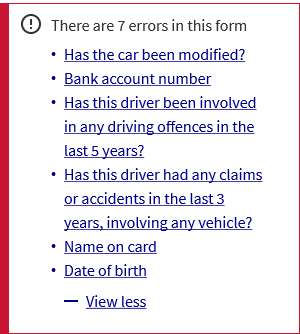 There are 7 errors in this form
• Has the car been modified?
• Bank account number
• Has this driver been involved
in any driving offences in the
last 5 years?
• Has this driver had any claims
or accidents in the last 3
years, involving any vehicle?
• Name on card
• Date of birth
— View less